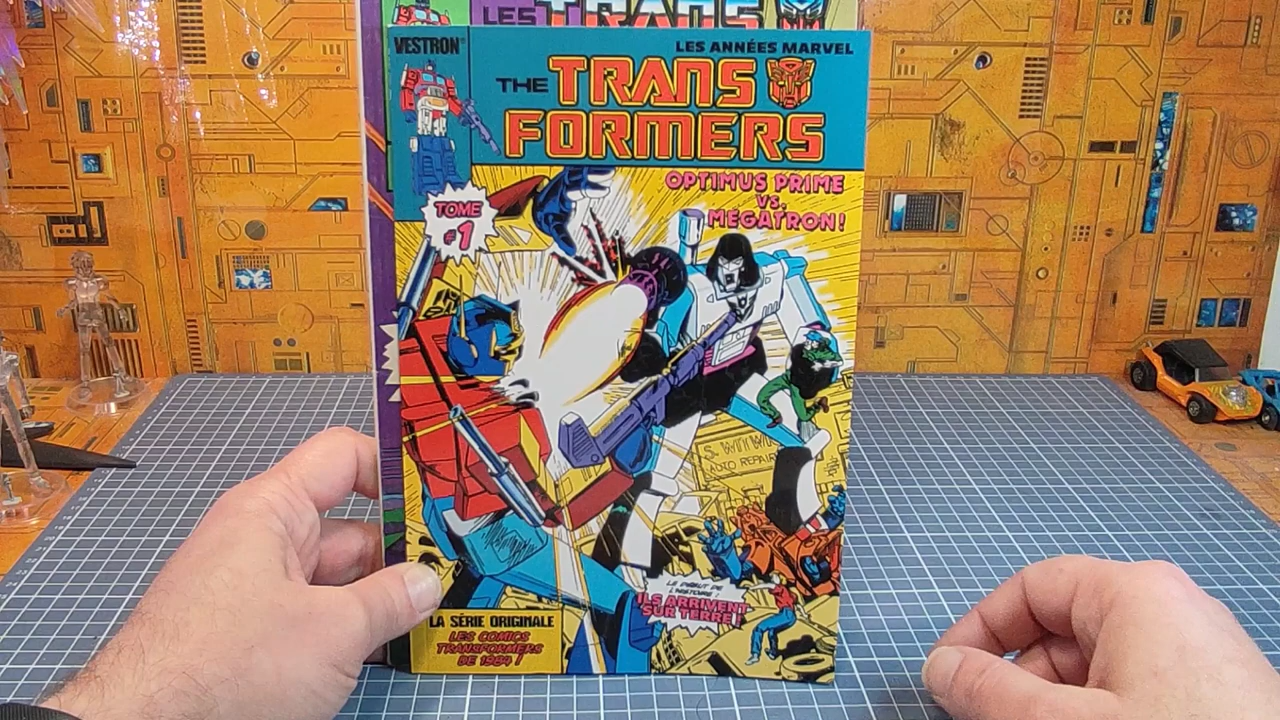 LES TRANS
VESTRON
LES ANNÉES MARVEL
THE TRANS
FORMERS
OPTIMUS PRIME
VS.
MEGATRON!
TOME
#1
AUTO REPAIR
LE DÉBUT DE
L'HISTOIRE :
ILS ARRIVENT
SUR TERRE !
LA SÉRIE ORIGINALE
LES COMICS
TRANSFORMERS
DE 1984 !